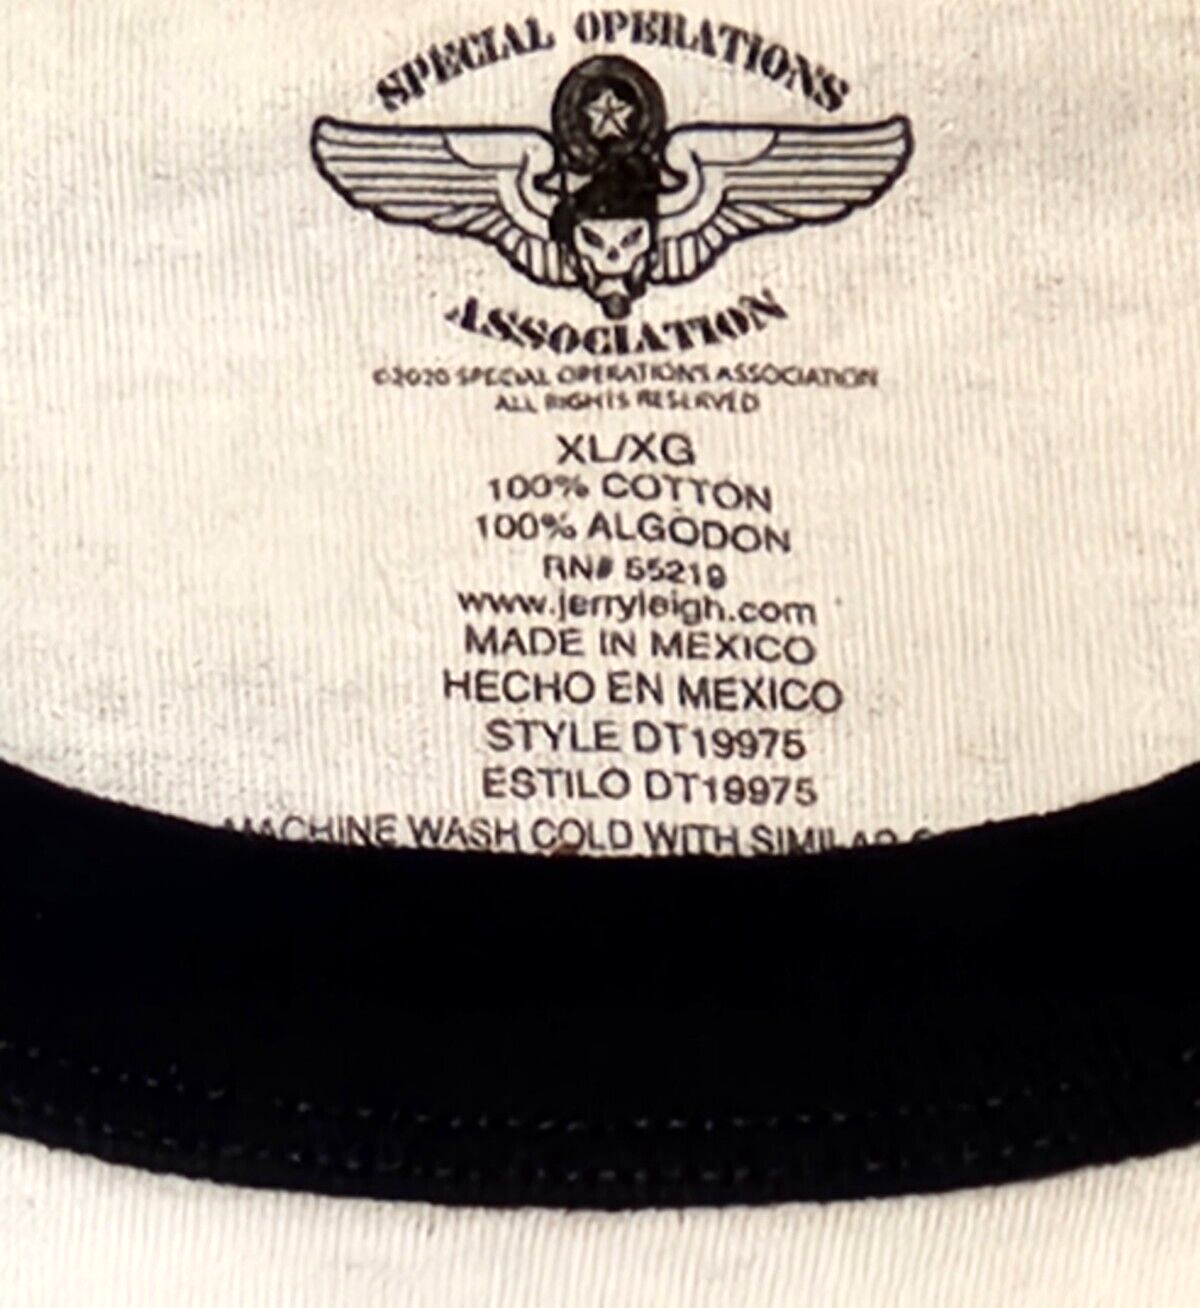 SPECIAL OPERATIONS
ASSOCIATION
©2020 SPECIAL OPERATIONS ASSOCIATION
ALL RIGHTS RESERVED
XL/XG
100% COTTON
100% ALGODON
RN# 55219
www.jerryleigh.com
MADE IN MEXICO
HECHO EN MEXICO
STYLE DT19975
ESTILO DT19975
MACHINE WASH COLD WITH SIMILAR